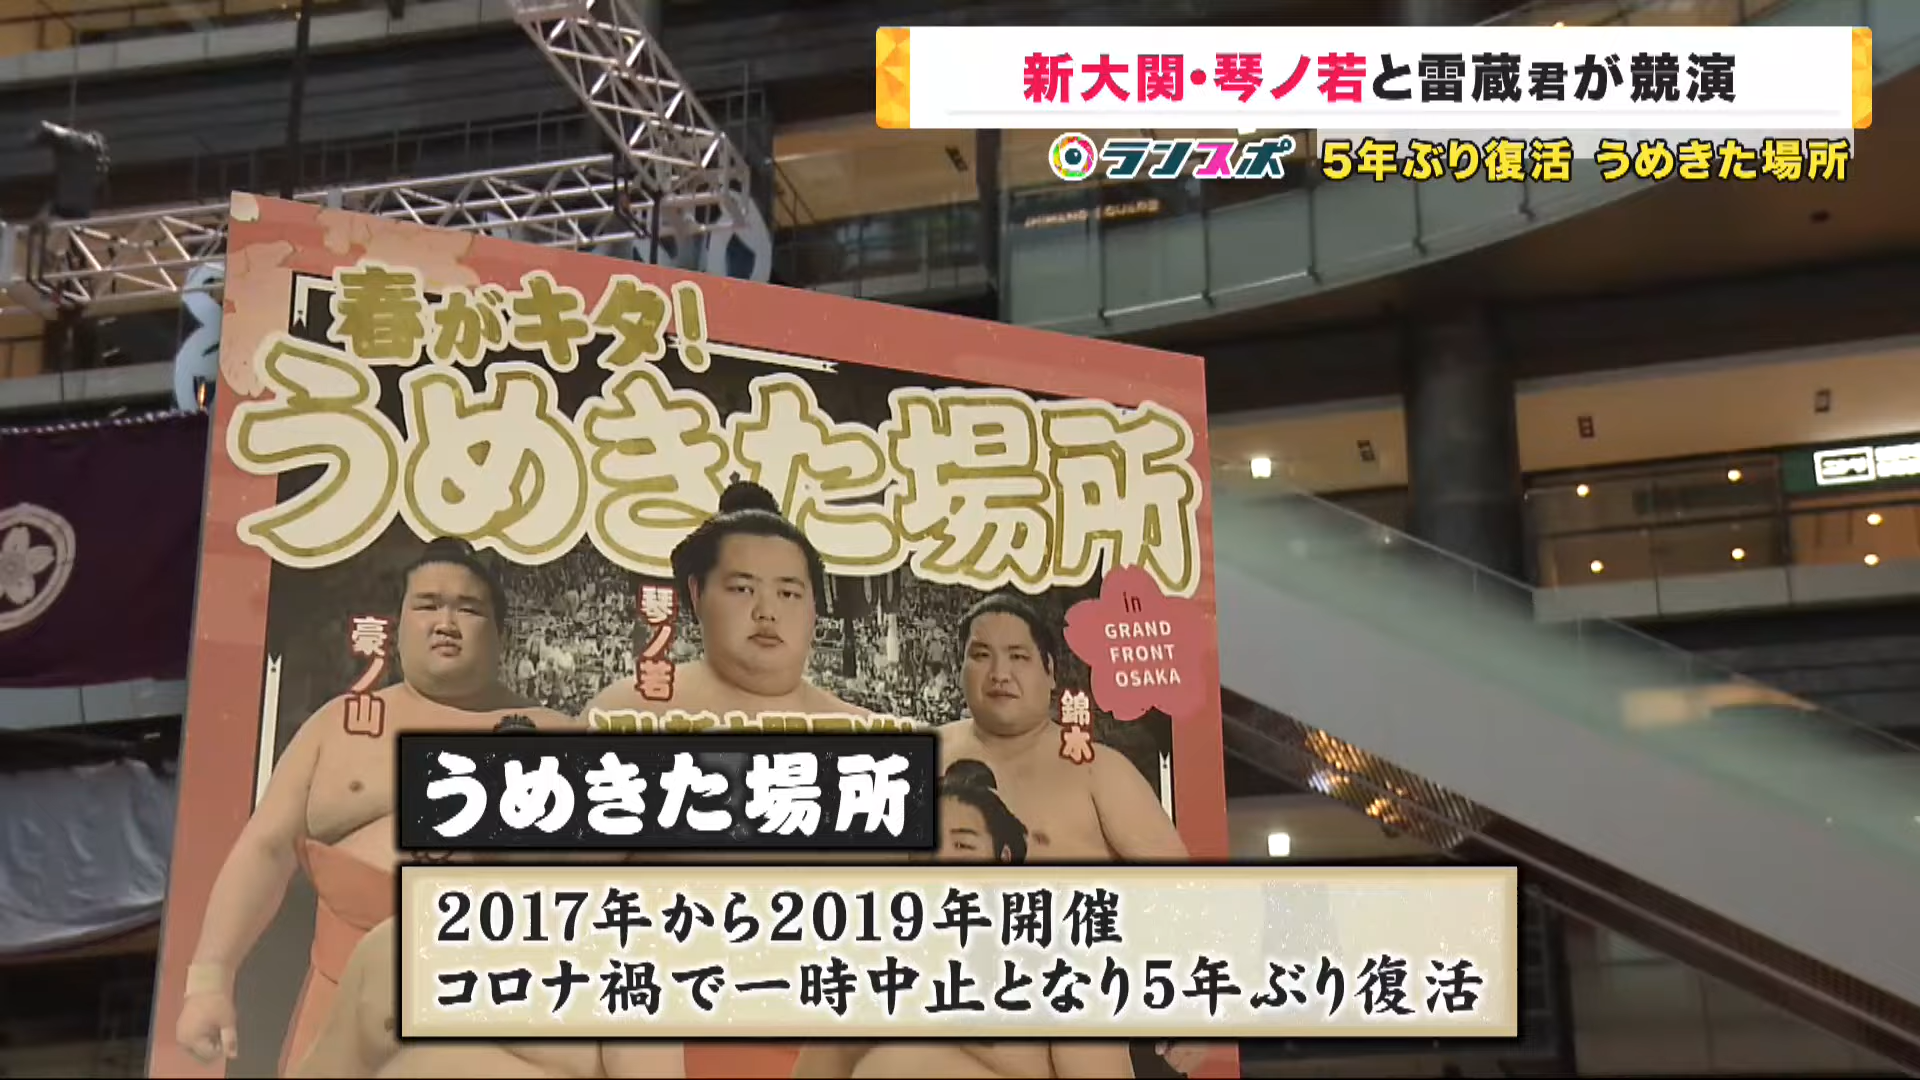 新大関・琴ノ若と雷蔵君が競演
ランスポ 5年ぶり復活 うめきた場所
春がキタ!
うめきた場所
in
GRAND
FRONT
OSAKA
豪ノ山
琴ノ若
錦木
うめきた場所
2017年から2019年開催
コロナ禍で一時中止となり5年ぶり復活